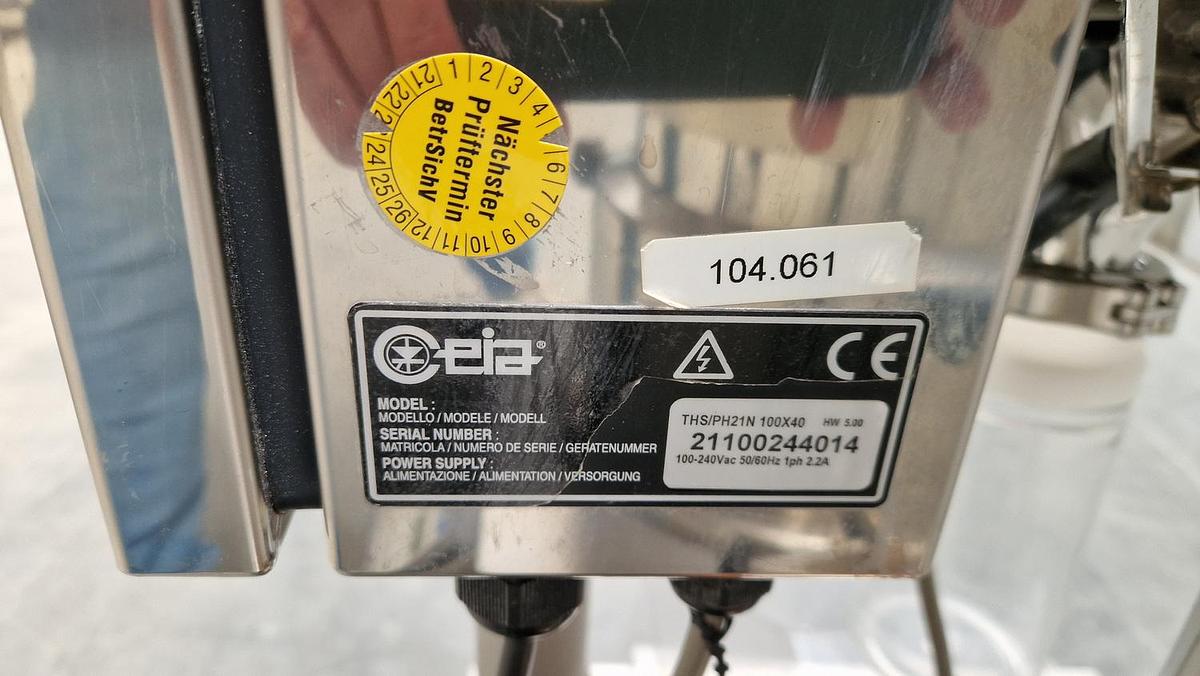 21 1 2 3 4
22
6
24 7
25 8
26 12 11 10 9
Nächster
Prüftermin
BetrSichV
104.061
Ceia®
CE
MODEL :
MODELLO / MODELE / MODELL
SERIAL NUMBER :
MATRICOLA / NUMERO DE SERIE / GERATENUMMER
POWER SUPPLY :
ALIMENTAZIONE / ALIMENTATION / VERSORGUNG
THS/PH21N 100X40 HW 5.00
21100244014
100-240Vac 50/60Hz 1ph 2.2A